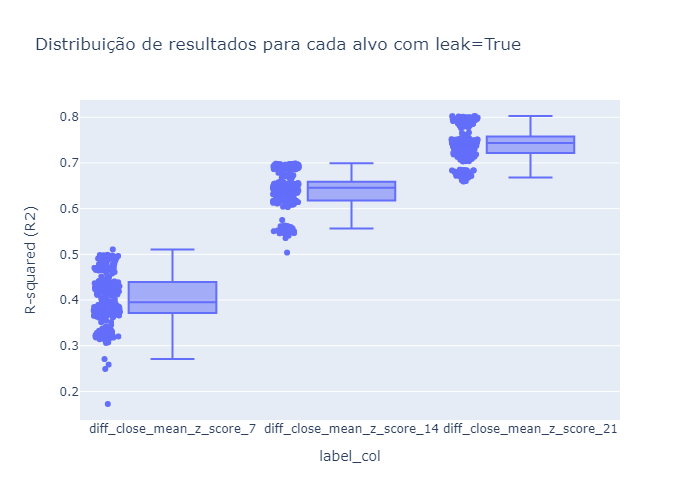 Distribuição de resultados para cada alvo com leak=True
0.8
0.7
0.6
0.5
0.4
0.3
0.2
R-squared (R2)
diff_close_mean_z_score_7 diff_close_mean_z_score_14 diff_close_mean_z_score_21
label_col